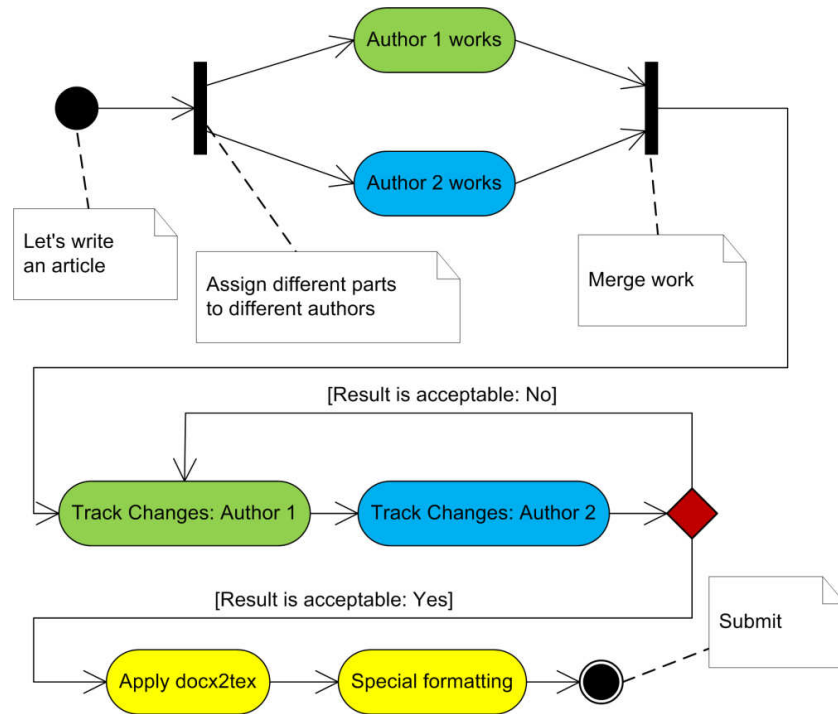 Author 1 works
Author 2 works
Let's write
an article
Assign different parts
to different authors
Merge work
[Result is acceptable: No]
Track Changes: Author 1
Track Changes: Author 2
[Result is acceptable: Yes]
Submit
Apply docx2tex
Special formatting